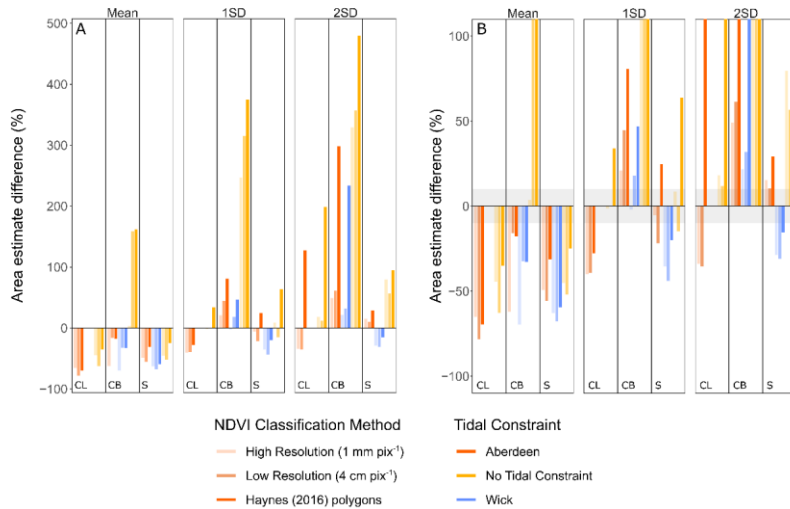 A
Mean
1SD
2SD
Area estimate difference (%)
500
400
300
200
100
0
−100
CL
CB
S
CL
CB
S
CL
CB
S
B
Mean
1SD
2SD
Area estimate difference (%)
100
50
0
−50
−100
CL
CB
S
CL
CB
S
CL
CB
S
NDVI Classification Method
High Resolution (1 mm pix⁻¹)
Low Resolution (4 cm pix⁻¹)
Haynes (2016) polygons
Tidal Constraint
Aberdeen
No Tidal Constraint
Wick